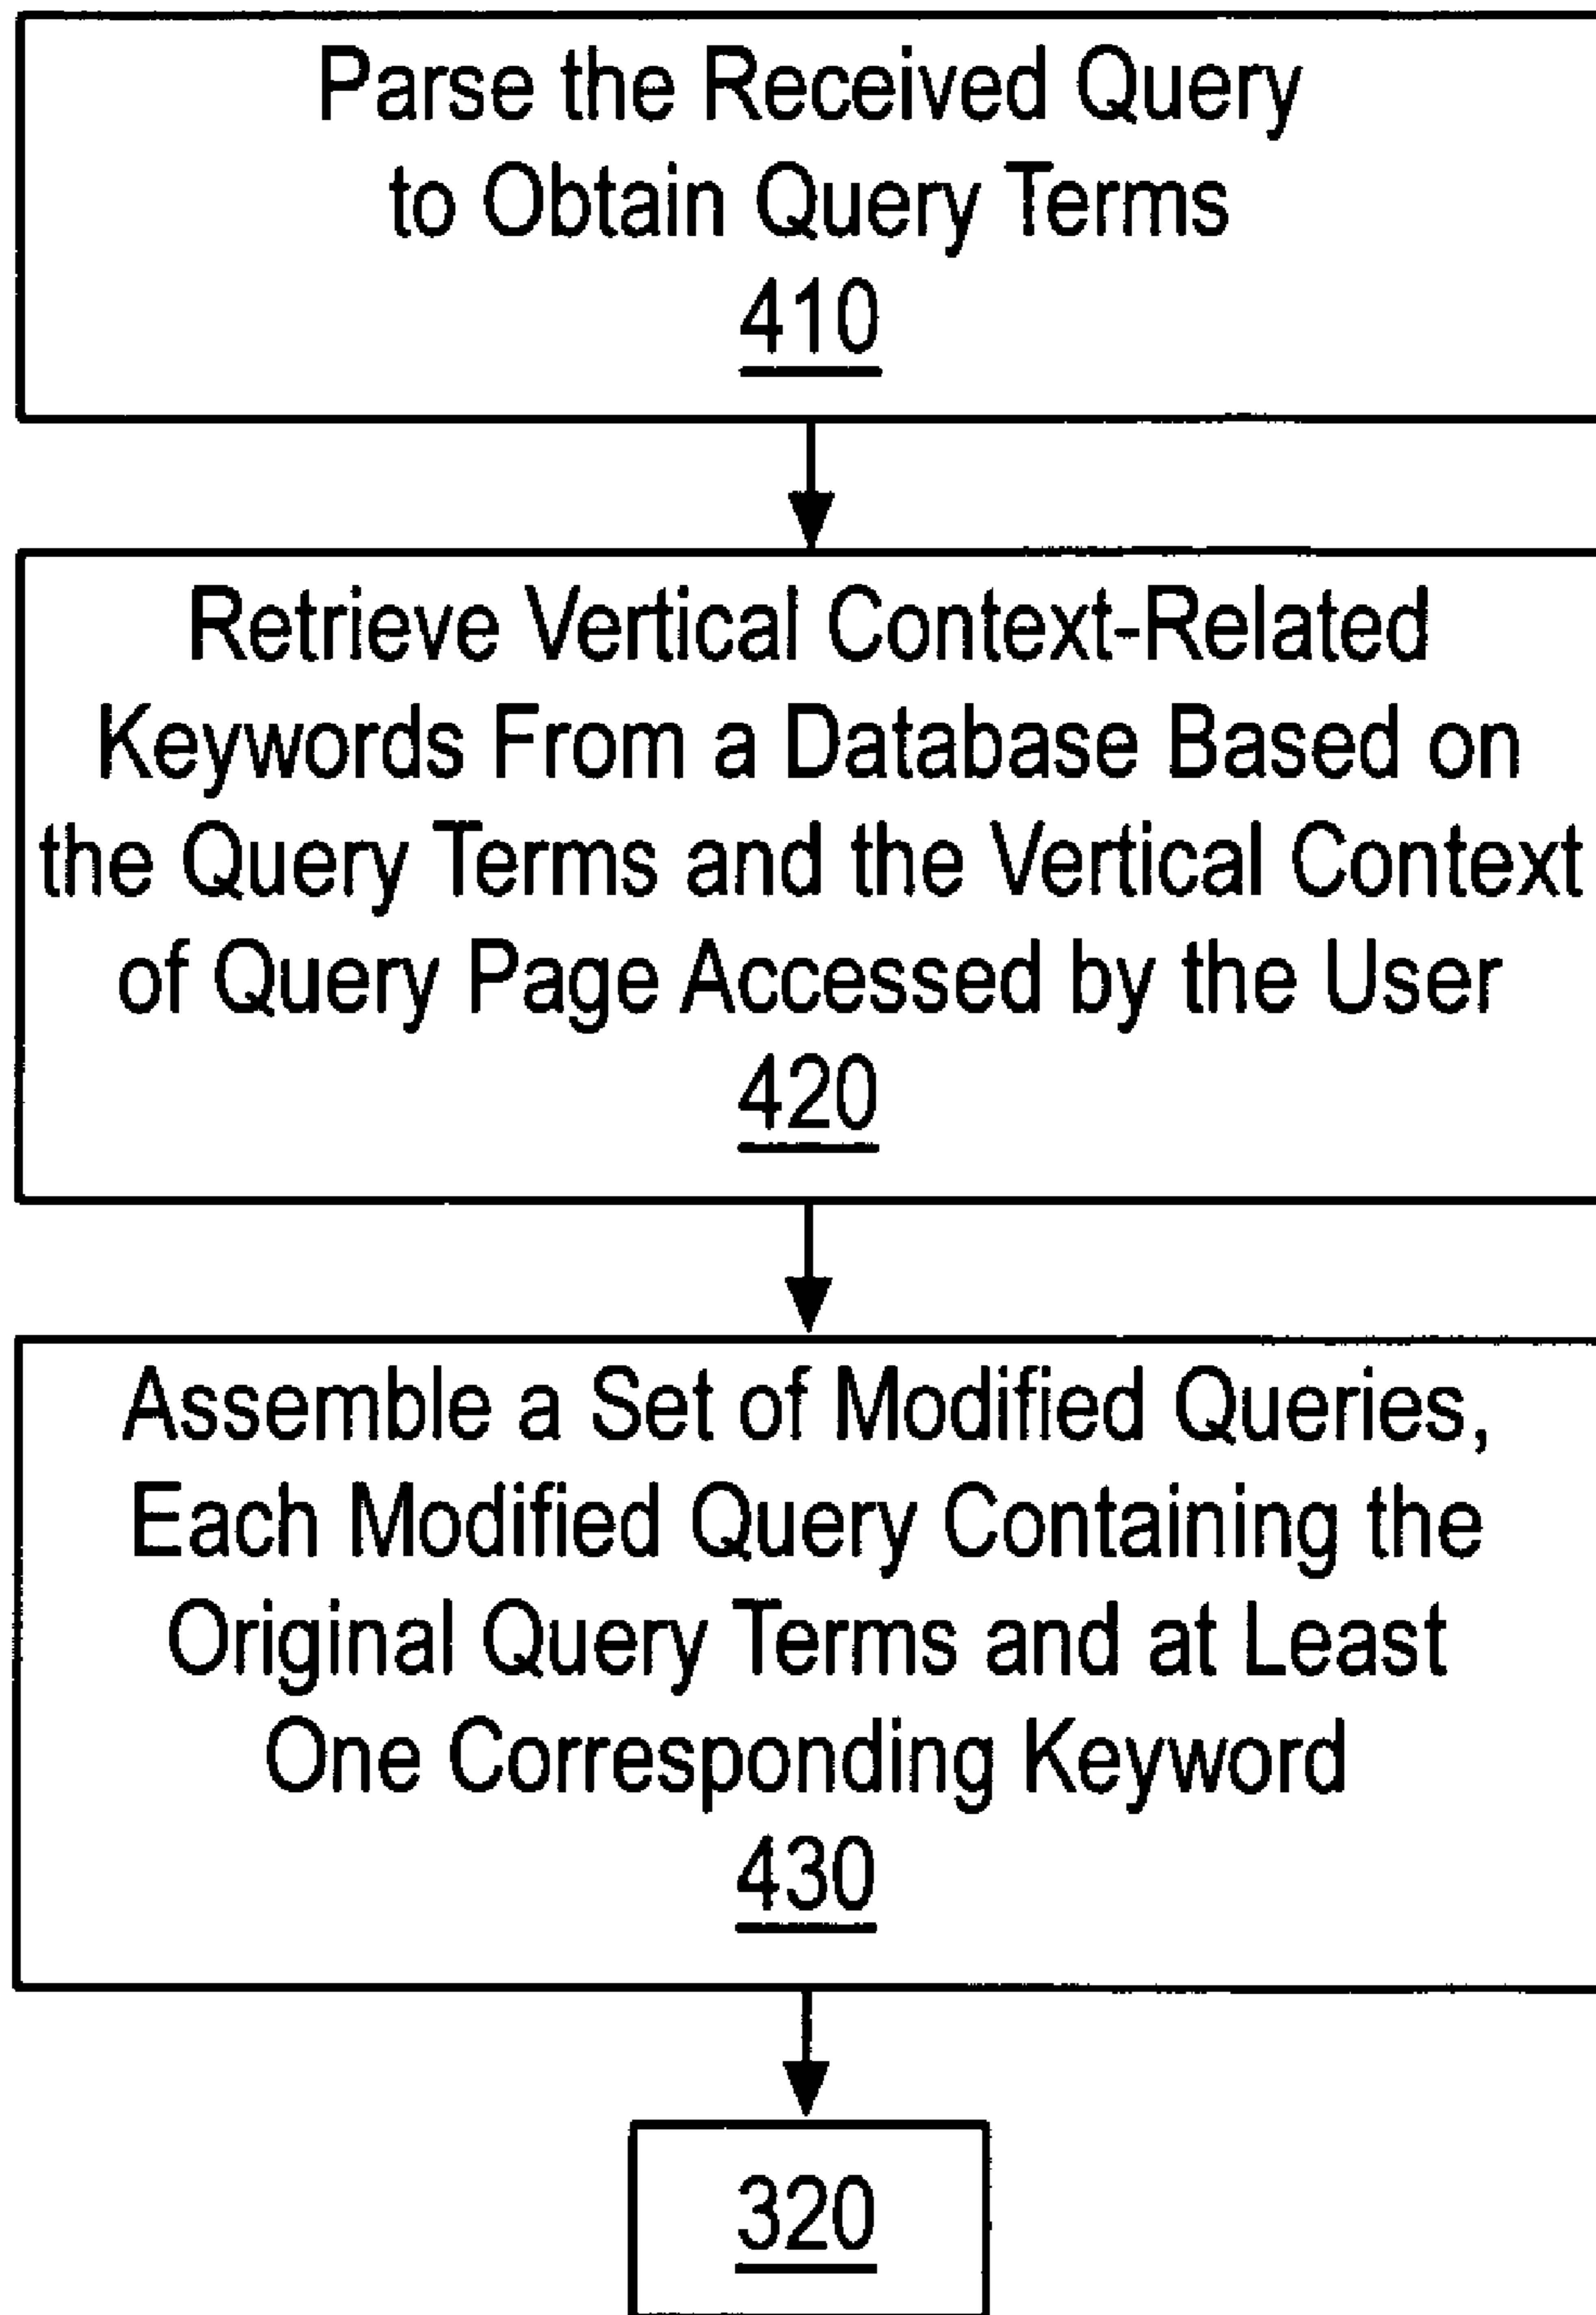 Parse the Received Query
to Obtain Query Terms
410
Retrieve Vertical Context-Related
Keywords From a Database Based on
the Query Terms and the Vertical Context
of Query Page Accessed by the User
420
Assemble a Set of Modified Queries,
Each Modified Query Containing the
Original Query Terms and at Least
One Corresponding Keyword
430
320